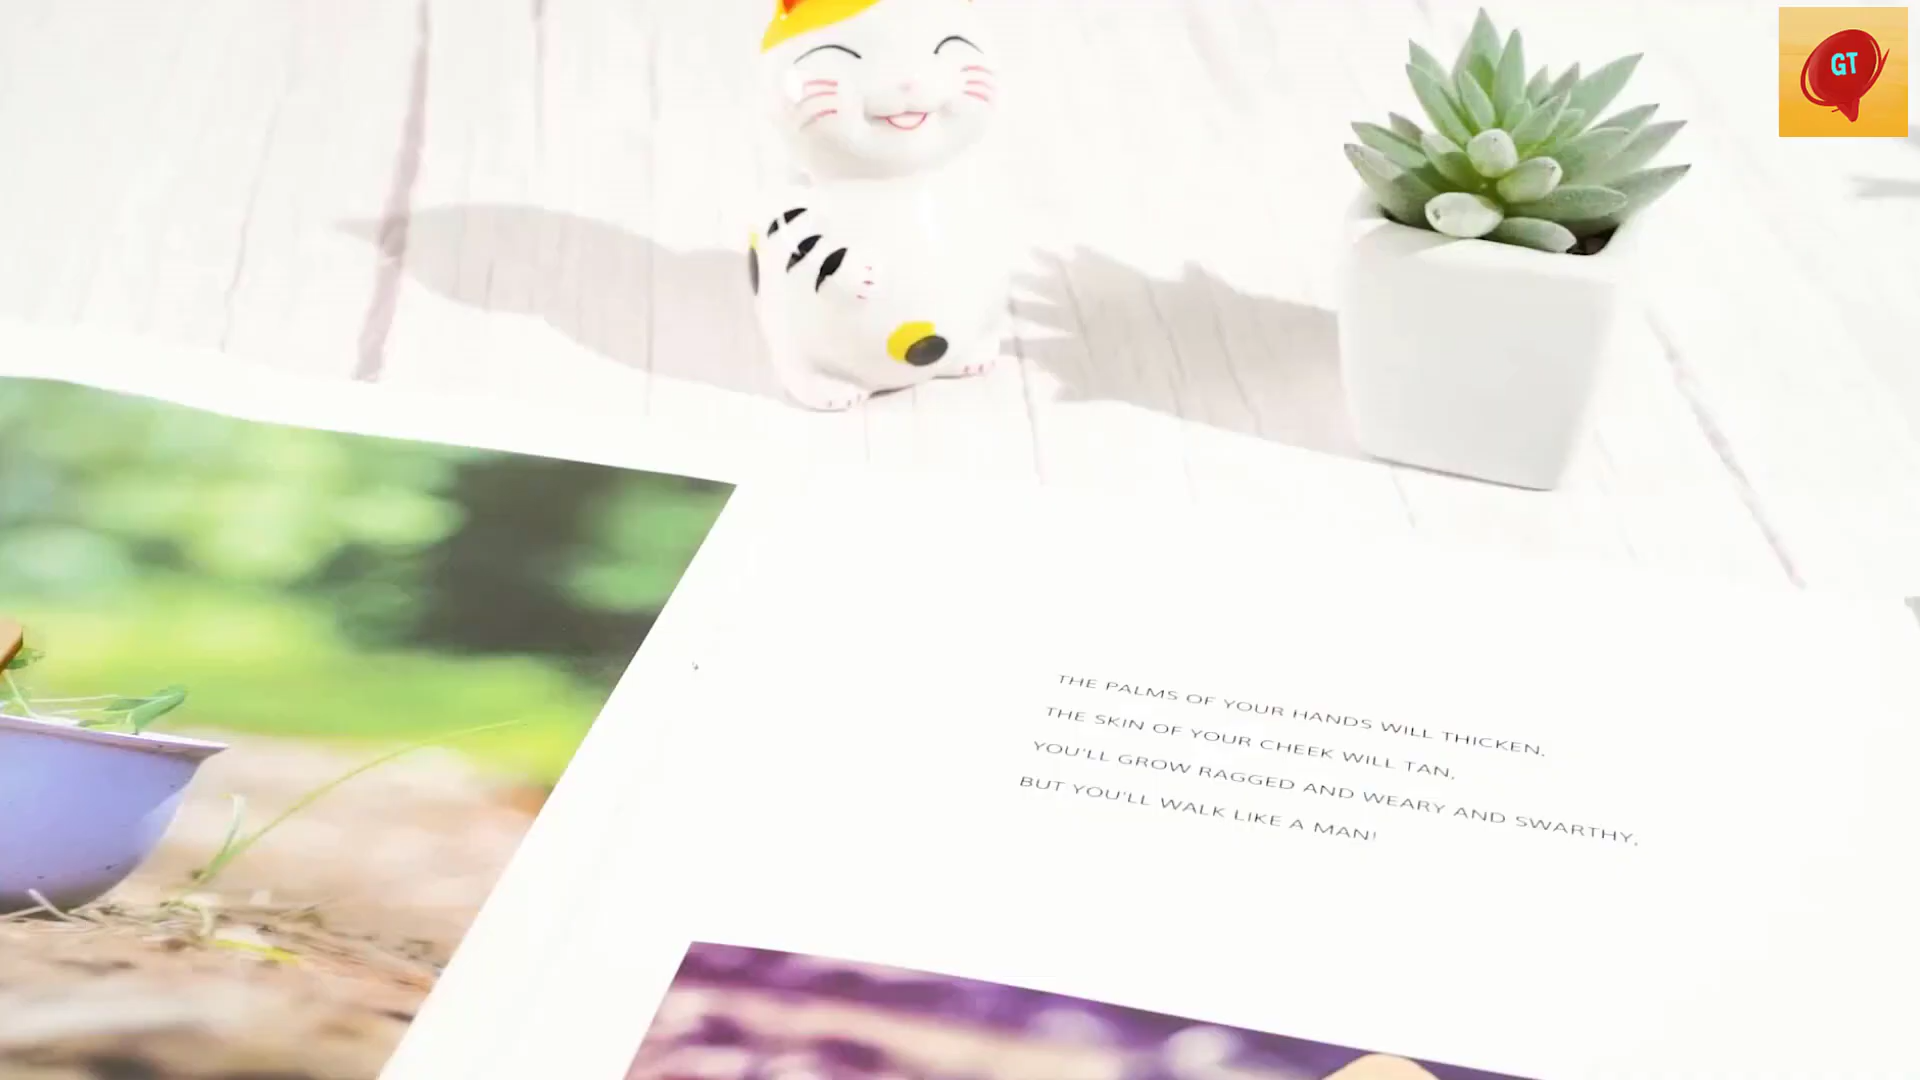 GT
THE PALMS OF YOUR HANDS WILL THICKEN.
THE SKIN OF YOUR CHEEK WILL TAN.
YOU'LL GROW RAGGED AND WEARY AND SWARTHY.
BUT YOU'LL WALK LIKE A MAN!